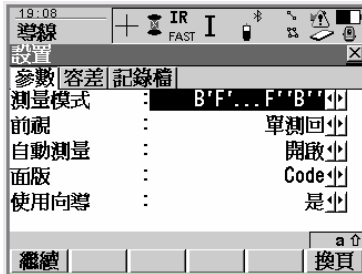 19:08
導線
IR
FAST
I
設置
參數 容差 記錄檔
測量模式 : B'F'...F''B''
前視 : 單測回
自動測量 : 開啟
面版 : Code
使用向導 : 是
a
繼續 換頁